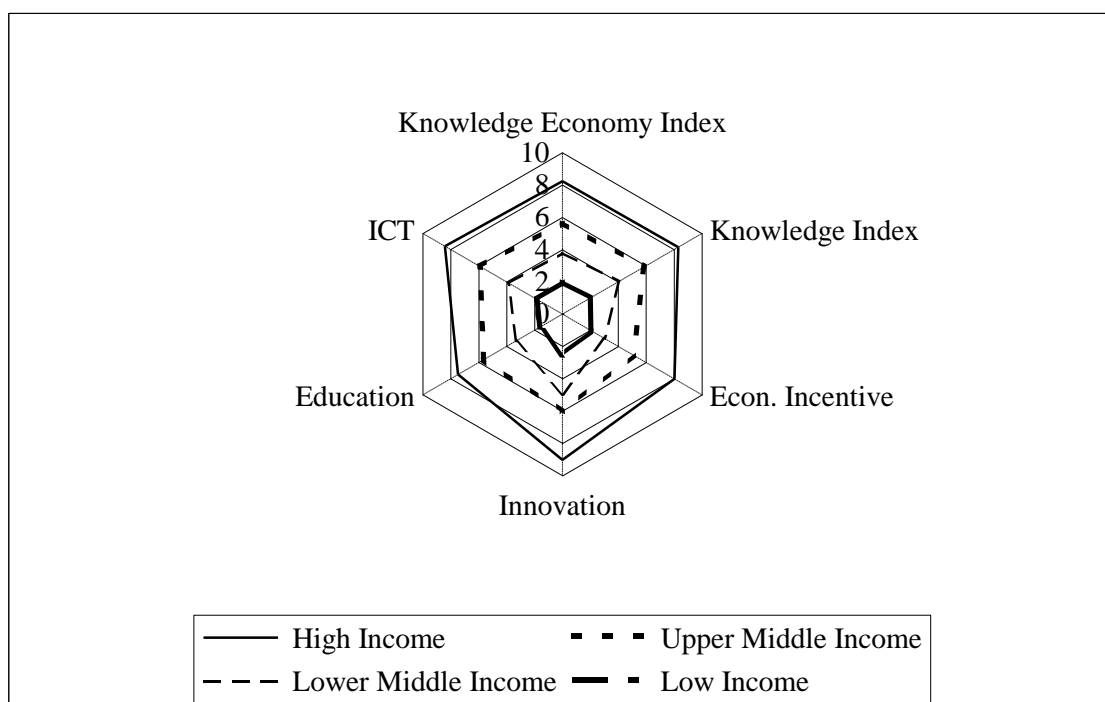 Knowledge Economy Index
10
8
6
4
2
0
ICT
Knowledge Index
Education
Econ. Incentive
Innovation
High Income
Upper Middle Income
Lower Middle Income
Low Income